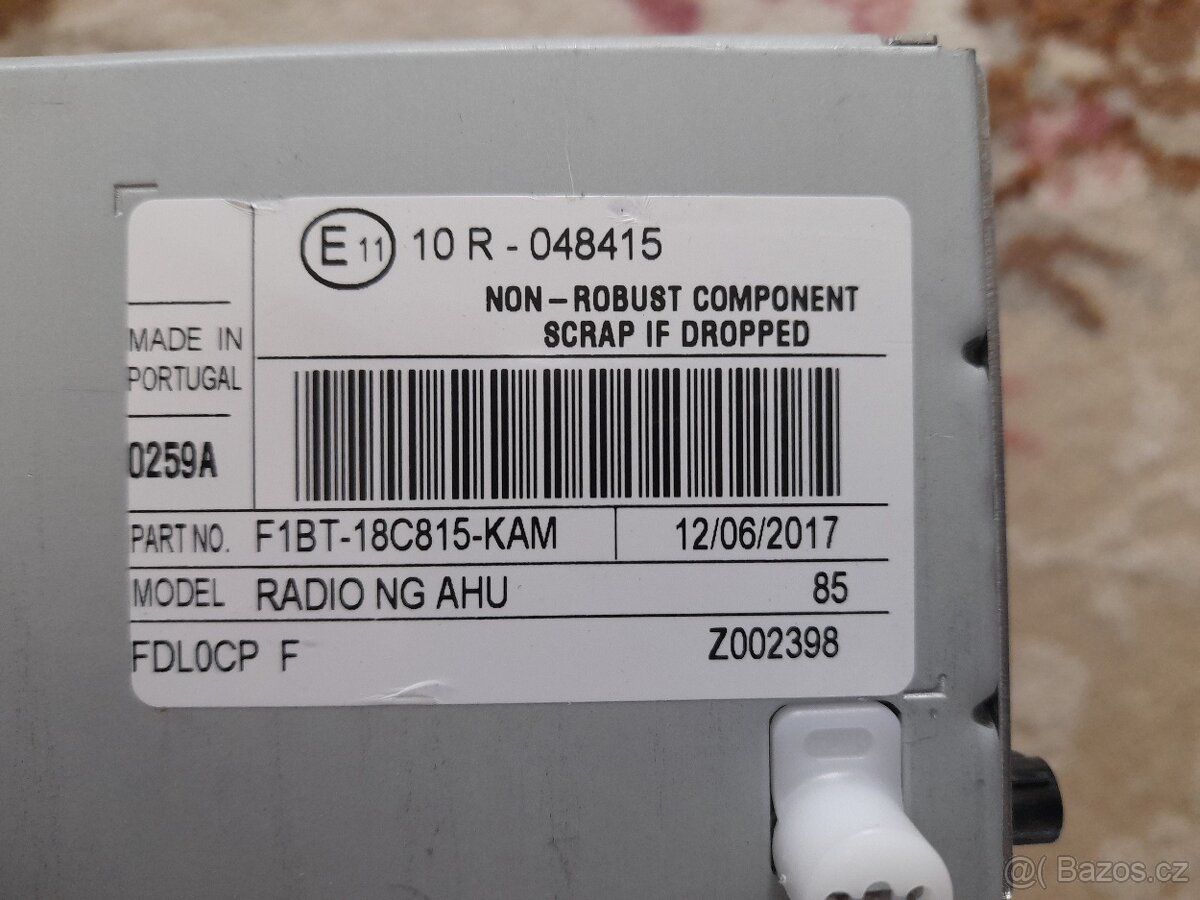 E 11 10 R - 048415
NON-ROBUST COMPONENT
SCRAP IF DROPPED
MADE IN
PORTUGAL
0259A
PART NO. F1BT-18C815-KAM 12/06/2017
MODEL RADIO NG AHU 85
FDL0CP F Z002398
@( Bazos.cz